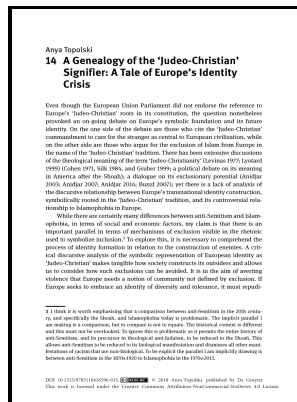 Anya Topolski
14 A Genealogy of the ‘Judeo-Christian’
Signifier: A Tale of Europe’s Identity
Crisis
Even though the European Union Parliament did not endorse the reference to
Europe’s ‘Judeo-Christian’ roots in its constitution, the question nonetheless
provoked an on-going debate on Europe’s symbolic foundation and its future
identity. On the one side of the debate are those who cite the ‘Judeo-Christian’
commandment to care for the stranger as central to European civilization, while
on the other side are those who argue for the exclusion of Islam from Europe in
the name of the ‘Judeo-Christian’ tradition. There has been extensive discussions
of the theological meaning of the term ‘Judeo-Christianity’ (Levinas 1977; Lyotard
1999) (Cohen 1971, Silk 1984, and Gruber 1999); a political debate on its meaning
in America after the Shoah; a dialogue on its exclusionary potential (Anidjar
2003; Anidjar 2007; Anidjar 2014; Bunzl 2007); yet there is a lack of analysis of
the discursive relationship between Europe’s transnational identity construction,
symbolically rooted in the ‘Judeo-Christian’ tradition, and its controversial rela-
tionship to Islamophobia in Europe.
While there are certainly many differences between anti-Semitism and Islam-
ophobia, in terms of social and economic factors, my claim is that there is an
important parallel in terms of mechanisms of exclusion visible in the rhetoric
used to symbolize inclusion.¹ To explore this, it is necessary to comprehend the
process of identity formation in relation to the construction of enemies. A crit-
ical discursive analysis of the symbolic representation of European identity as
‘Judeo-Christian’ makes tangible how society constructs its outsiders and allows
us to consider how such exclusions can be avoided. It is in the aim of averting
violence that Europe needs a notion of community not defined by exclusion. If
Europe seeks to embrace an identity of diversity and tolerance, it must repudi-
1 I think it is worth emphasising that a comparison between anti-Semitism in the 20th centu-
ry, and specifically the Shoah, and Islamophobia today is problematic. The implicit parallel I
am making is a comparison, but to compare is not to equate. The historical context is different
and this must not be overlooked. To ignore this is problematic as it permits the entire history of
anti-Semitism, and its precursor in theological anti-Judaism, to be reduced to the Shoah. This
allows anti-Semitism to be reduced to its biological manifestation and dismisses all other mani-
festations of racism that are non-biological. To be explicit the parallel I am implicitly drawing is
between anti-Semitism in the 1870s-1920 to Islamophobia in the 1970s-2015.
DOI 10.1515/9783110416596-015, © 2018 Anya Topolski, published by De Gruyter.
This work is licensed under the Creative Commons Attribution-NonCommercial-NoDerivs 4.0 License.